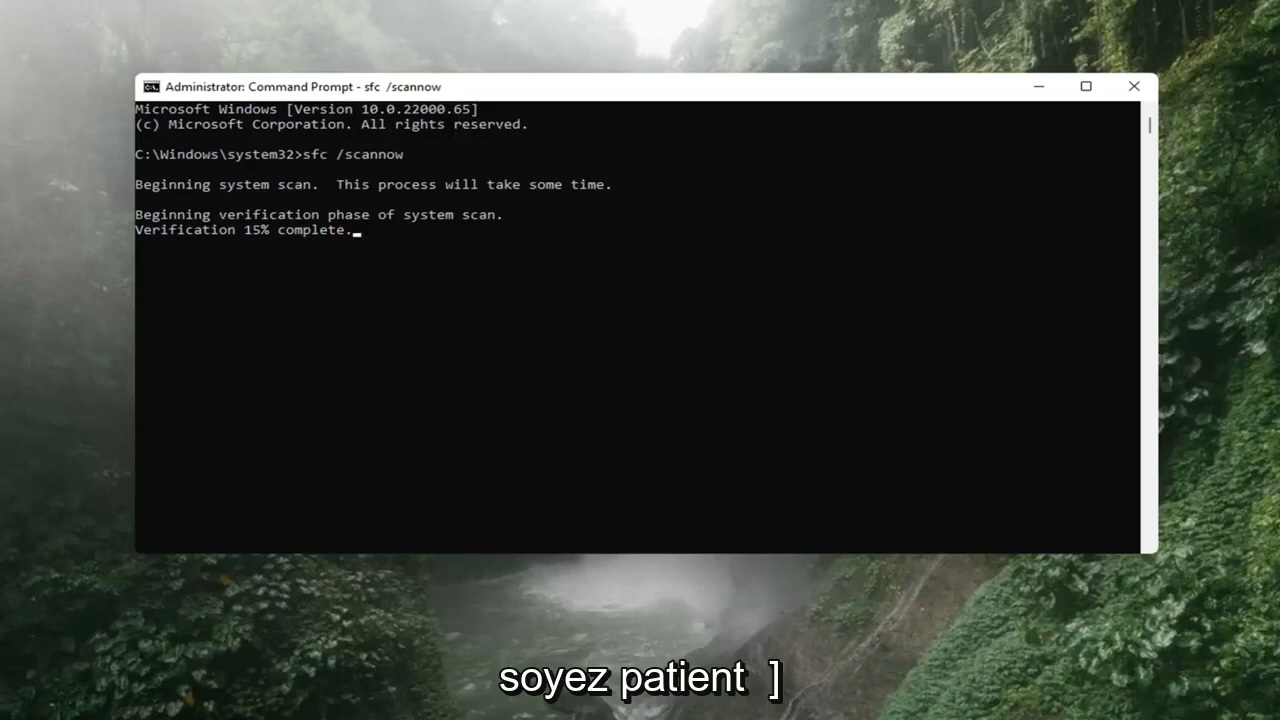 Administrator: Command Prompt - sfc /scannow
Microsoft Windows [Version 10.0.22000.65]
(c) Microsoft Corporation. All rights reserved.
C:\Windows\system32>sfc /scannow
Beginning system scan.  This process will take some time.
Beginning verification phase of system scan.
Verification 15% complete.
soyez patient  ]